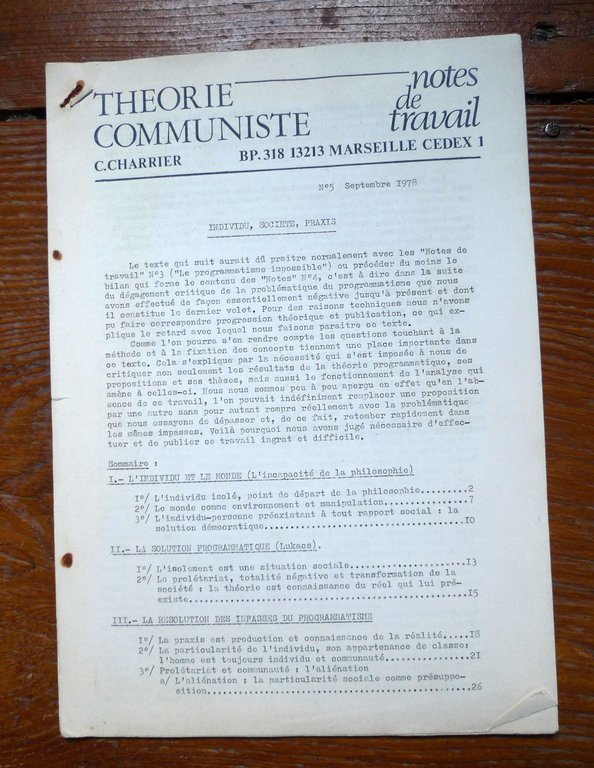 THEORIE
COMMUNISTE
notes
de
travail
C.CHARRIER BP.318 13213 MARSEILLE CEDEX 1
N°5 Septembre I978
INDIVIDU, SOCIETE, PRAXIS
Le texte qui suit aurait dû praitre normalement avec les "Notes de
travail" N°3 ("Le programmatisme impossible") ou précéder du moins le
bilan qui forme le contenu des "Notes" N°4, c'est à dire dans la suite
du dégagement critique de la problématique du programmatisme que nous
avons effectué de façon essentiellement négative jusqu'à présent et dont
il constitue le dernier volet. Pour des raisons techniques nous n'avons
pu faire correspondre progression théorique et publication, ce qui ex-
plique le retard avec lequel nous faisons paraitre ce texte.
Comme l'on pourra s'en rendre compte les questions touchant à la
méthode et à la fixation des concepts tiennent une place importante dans
ce texte. Cela s'explique par la nécessité qui s'est imposée à nous de
critiquer non seulement les résultats de la théorie programmatique, ses
propositions et ses thèses, mais aussi le fonctionnement de l'analyse qui
amène à celles-ci. Nous nous sommes peu à peu aperçu en effet qu'en l'ab-
sence de ce travail, l'on pouvait indéfiniment remplacer une proposition
par une autre sans pour autant rompre réellement avec la problématique
que nous essayons de dépasser et, de ce fait, retomber rapidement dans
les mêmes impasses. Voilà pourquoi nous avons jugé nécessaire d'effec-
tuer et de publier ce travail ingrat et difficile.
Sommaire :
I.- L'INDIVIDU ET LE MONDE (L'incapacité de la philosophie)
I°/ L'individu isolé, point de départ de la philosophie.........2
2°/ Le monde comme environnement et manipulation................7
3°/ L'individu-personne préexistant à tout rapport social : la
solution démocratique...................................I0
II.- LA SOLUTION PROGRAMMATIQUE (Lukacs).
I°/ L'isolement est une situation sociale.....................I3
2°/ Le prolétariat, totalité négative et transformation de la
société : la théorie est connaissance du réel qui lui pré-
existe....................................................I5
III.- LA RESOLUTION DES IMPASSES DU PROGRAMMATISME
I°/ La praxis est production et connaissance de la réalité.....I8
2°/ La particularité de l'individu, son appartenance de classe:
l'homme est toujours individu et communauté................2I
3°/ Prolétariat et communauté : l'aliénation
a/ L'aliénation : la particularité sociale comme présuppo-
sition..................................................26